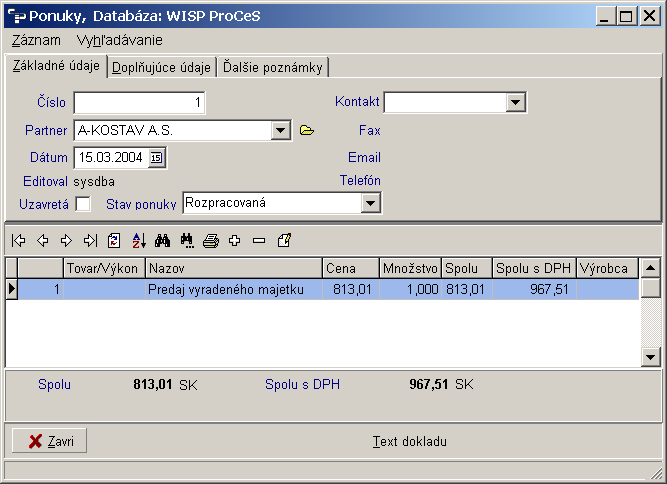 Ponuky, Databáza: WISP ProCeS
Záznam Vyhľadávanie
Základné údaje Doplňujúce údaje Ďalšie poznámky
Číslo 1 Kontakt
Partner A-KOSTAV A.S. Fax
Dátum 15.03.2004 15 Email
Editoval sysdba Telefón
Uzavretá Stav ponuky Rozpracovaná
Tovar/Výkon Nazov Cena Množstvo Spolu Spolu s DPH Výrobca
1 Predaj vyradeného majetku 813,01 1,000 813,01 967,51
Spolu 813,01 SK Spolu s DPH 967,51 SK
Zavri Text dokladu